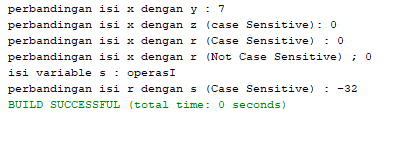 perbandingan isi x dengan y : 7
perbandingan isi x dengan z (case Sensitive): 0
perbandingan isi x dengan r (Case Sensitive) : 0
perbandingan isi x dengan r (Not Case Sensitive) ; 0
isi variable s : operasI
perbandingan isi r dengan s (Case Sensitive) : -32
BUILD SUCCESSFUL (total time: 0 seconds)